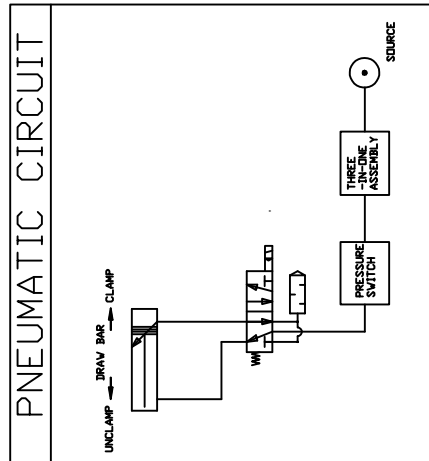 PNEUMATIC CIRCUIT
UNCLAMP
DRAW BAR
CLAMP
SOURCE
THREE
-IN-ONE
ASSEMBLY
PRESSURE
SWITCH